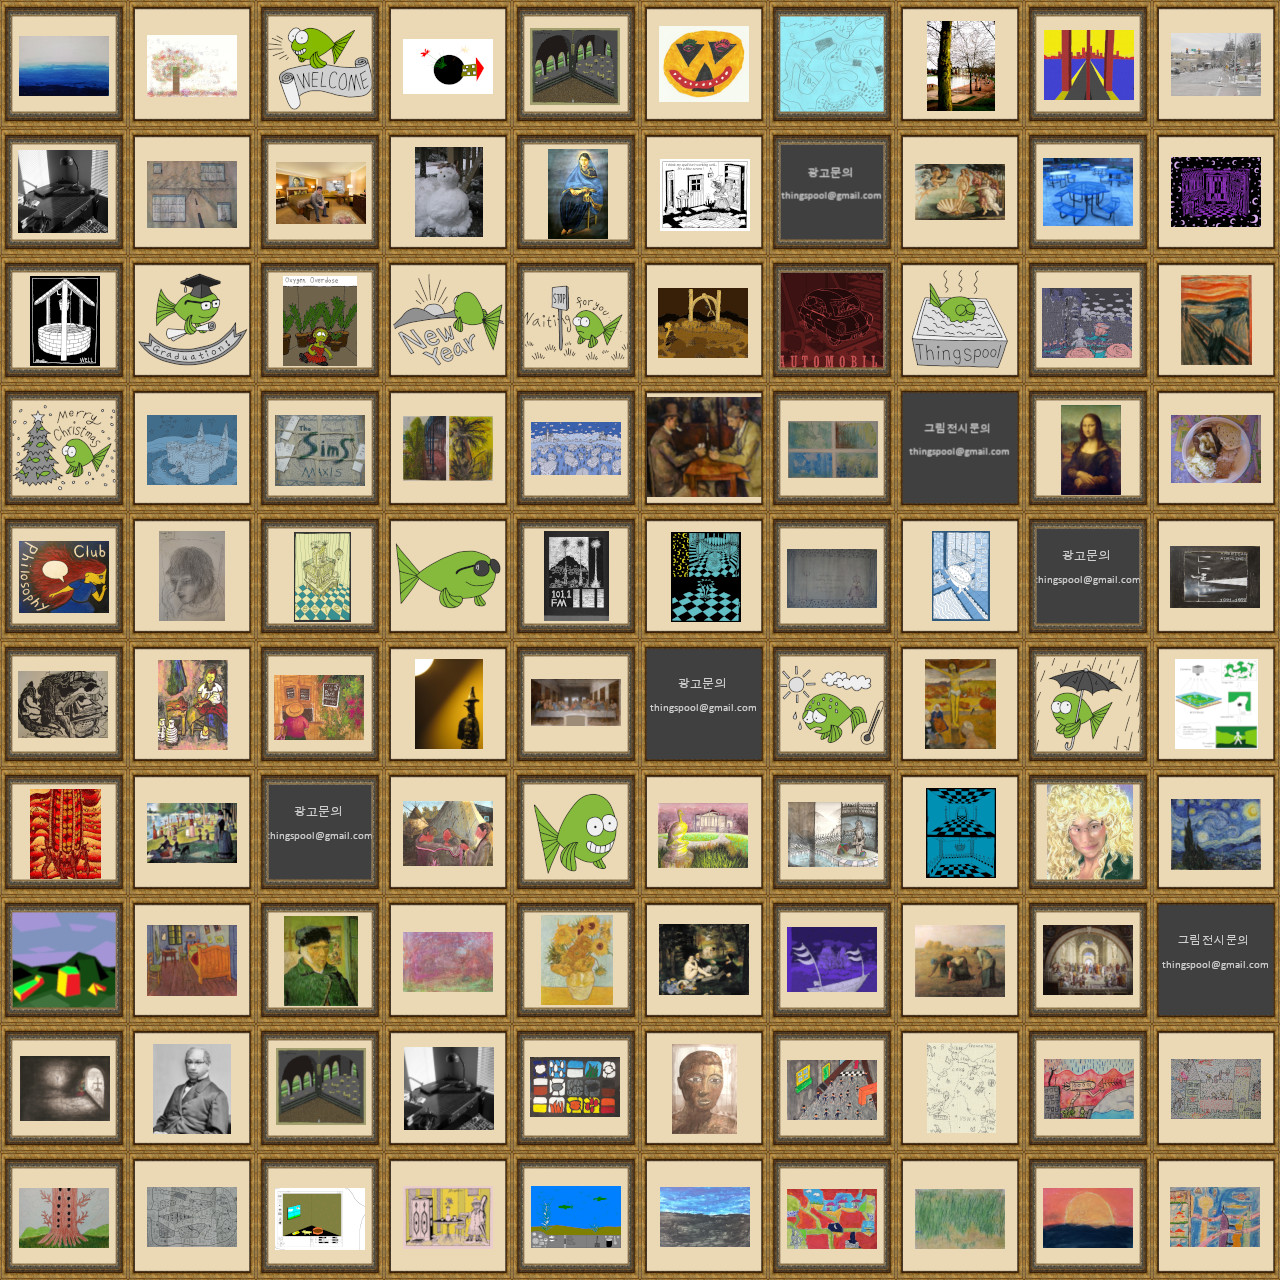 WELCOME
광고문의
thingspool@gmail.com
WELL
Graduation!
Oxygen Overdose
New
Year
STOP
Waiting
for you
AUTOMOBIL
Thingspool
Merry
Christmas
The
Sims
MAXIS
그림전시문의
thingspool@gmail.com
Philosophy
Club
101.1
FM
광고문의
thingspool@gmail.com
광고문의
thingspool@gmail.com
광고문의
thingspool@gmail.com
그림전시문의
thingspool@gmail.com